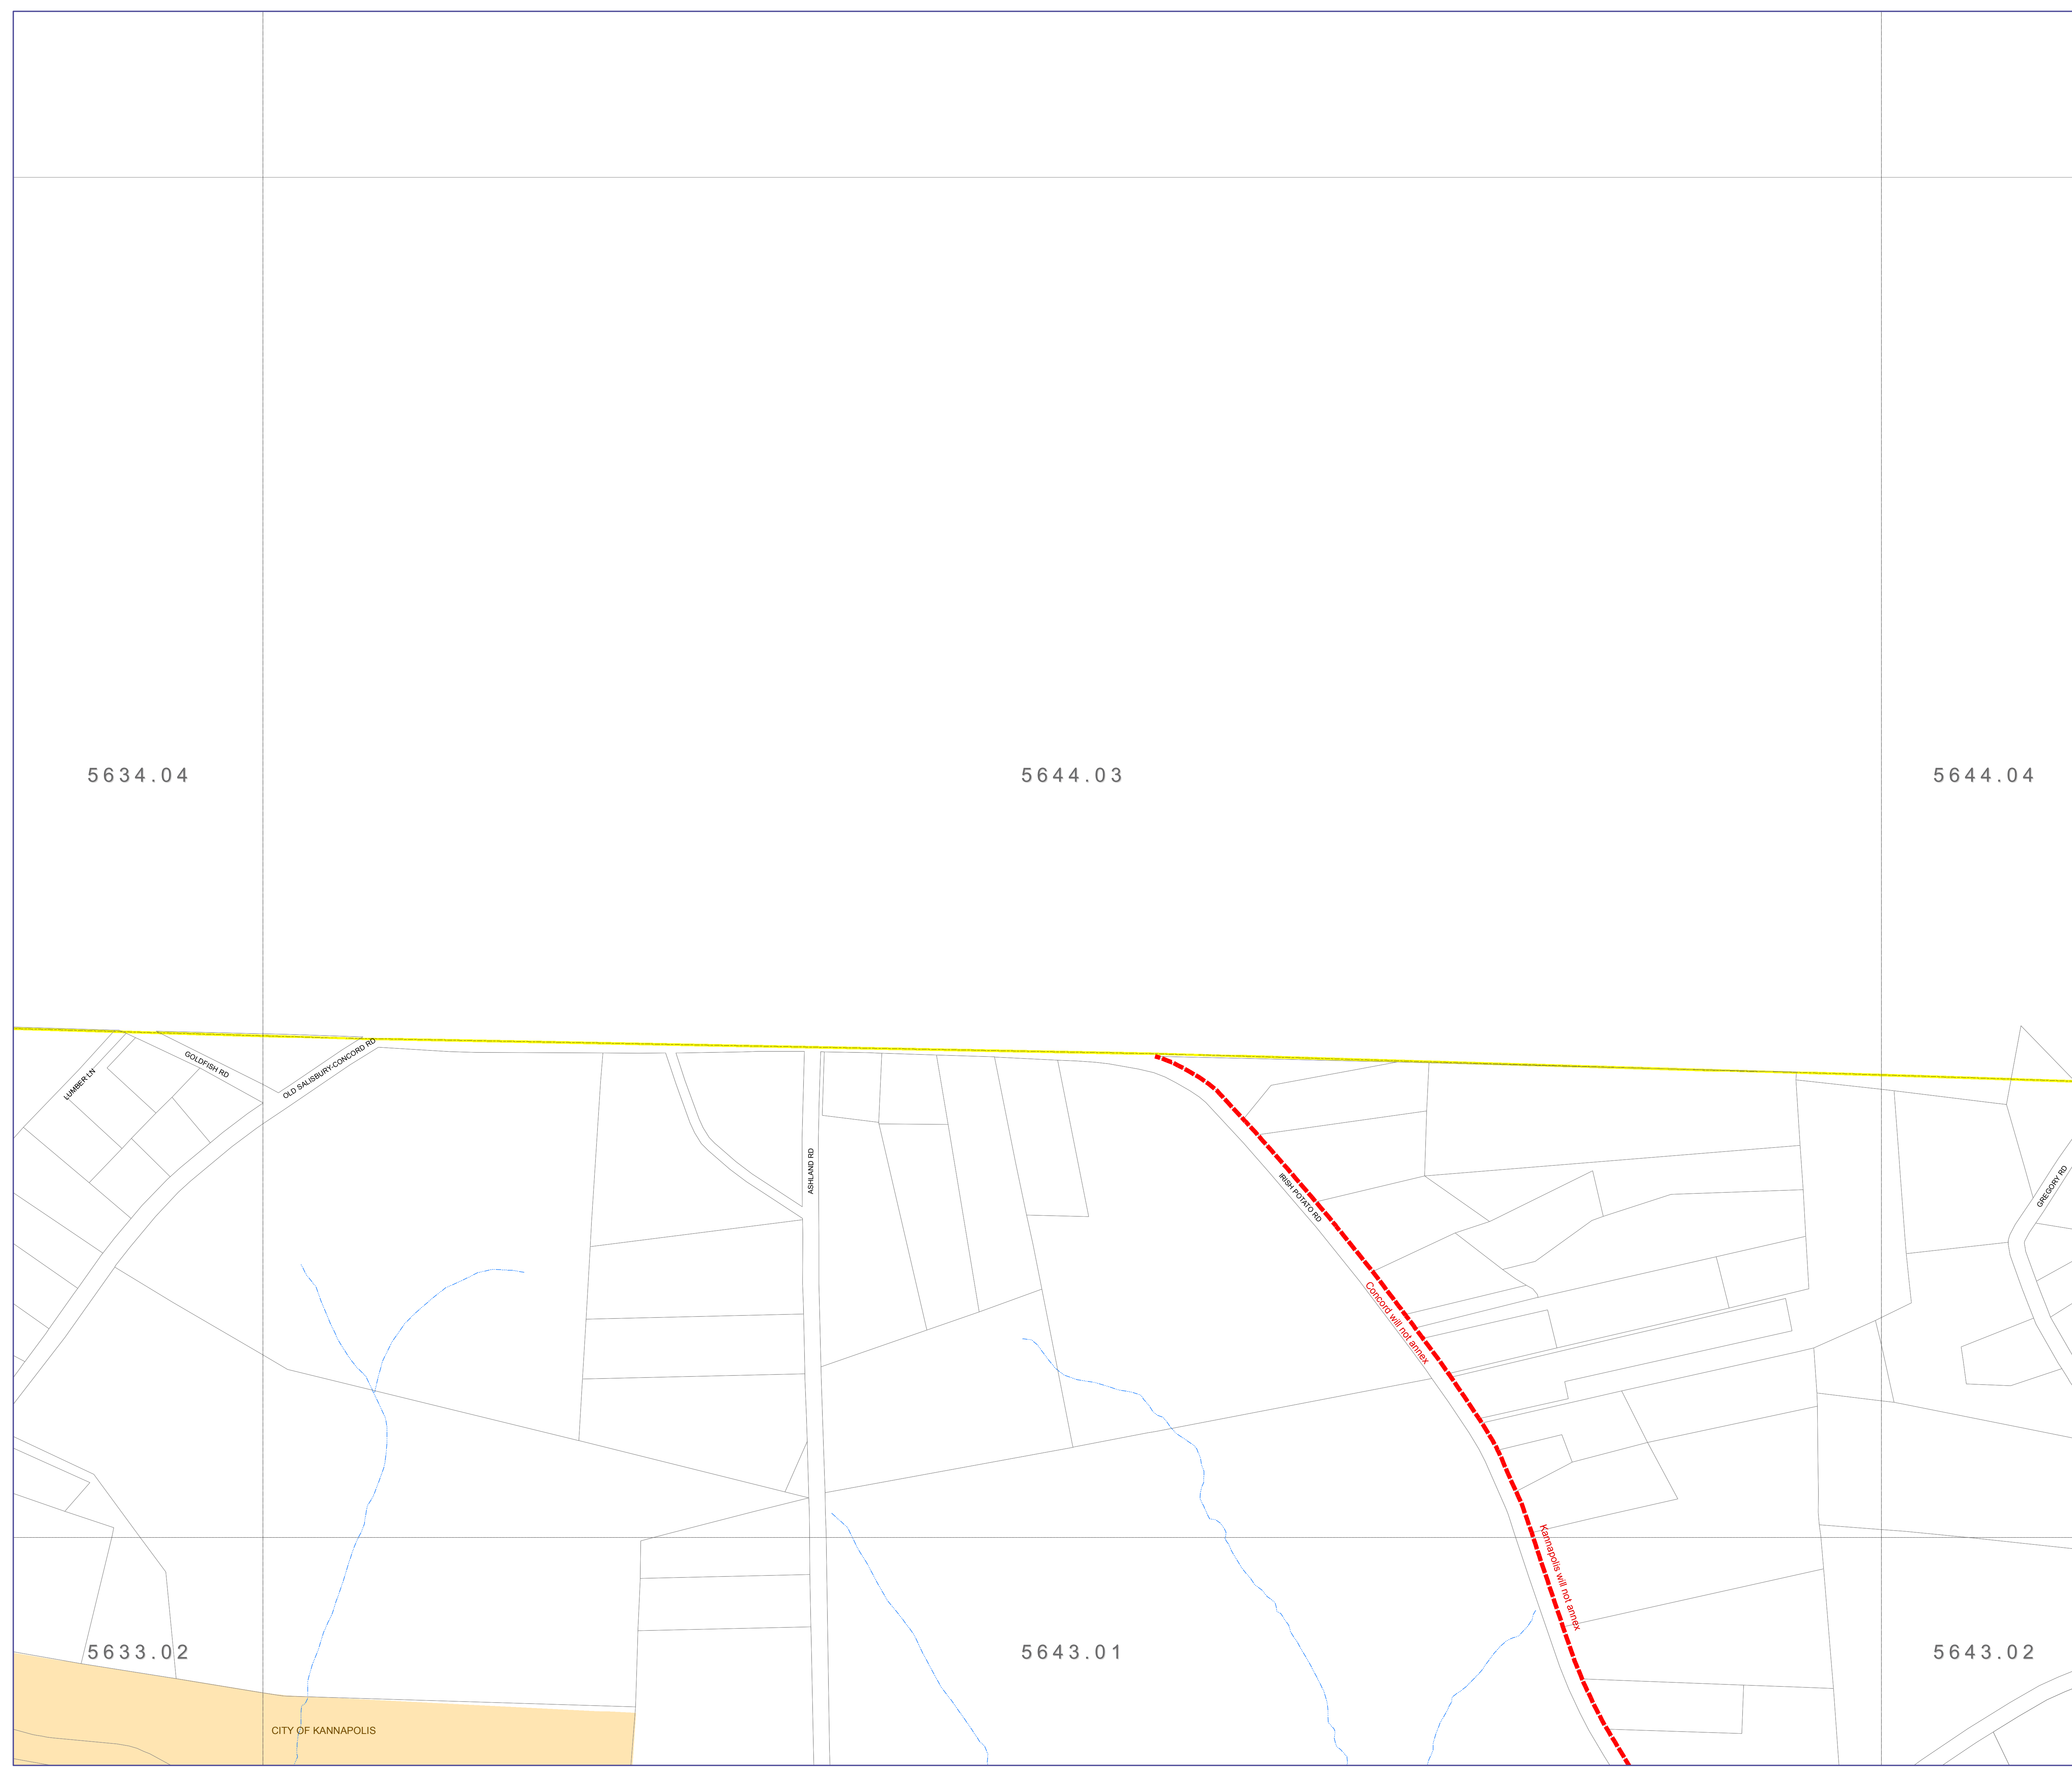 5634.04
5644.03
5644.04
LUMBER LN
GOLDFISH RD
OLD SALISBURY-CONCORD RD
ASHLAND RD
IRISH POTATO RD
GREGORY RD
Concord will not annex
Kannapolis will not annex
5633.02
5643.01
5643.02
CITY OF KANNAPOLIS